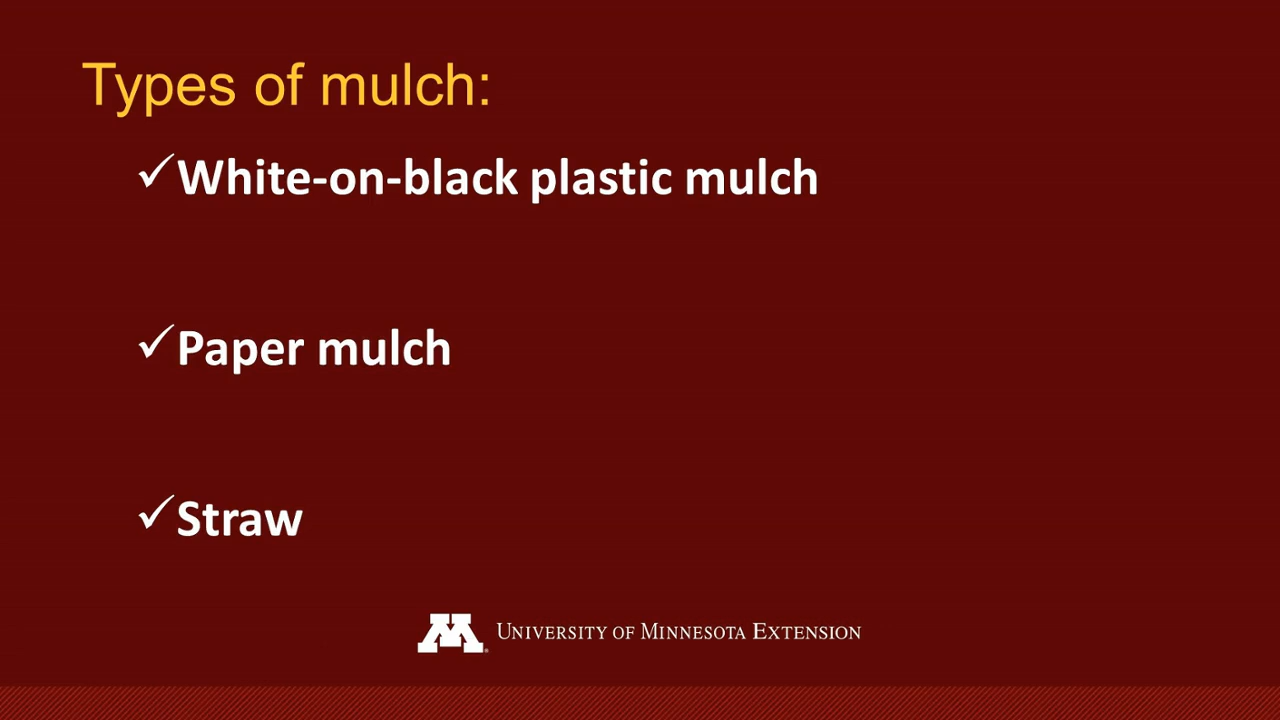 Types of mulch:
✓White-on-black plastic mulch
✓Paper mulch
✓Straw
M University of Minnesota Extension